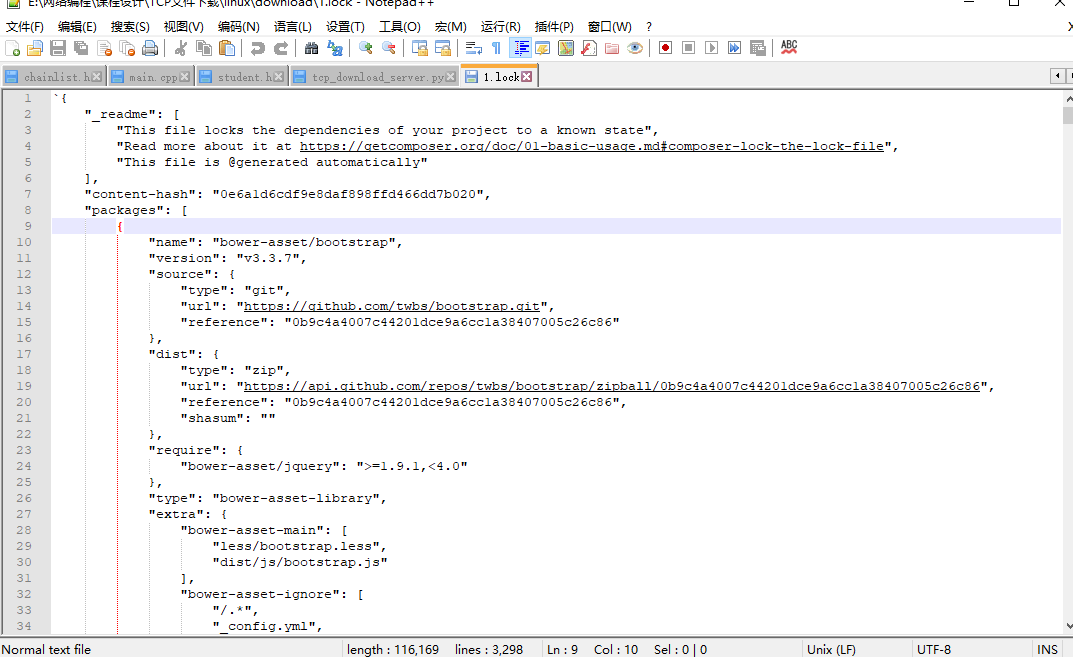 E:\网络编程\课程设计\TCP文件下载\linux\download\1.lock - Notepad++
文件(F) 编辑(E) 搜索(S) 视图(V) 编码(N) 语言(L) 设置(T) 工具(O) 宏(M) 运行(R) 插件(P) 窗口(W) ? X
ABC
chainlist.h main.cpp student.h tcp_download_server.py 1.lock
1 `{
2 "_readme": [
3 "This file locks the dependencies of your project to a known state",
4 "Read more about it at https://getcomposer.org/doc/01-basic-usage.md#composer-lock-the-lock-file",
5 "This file is @generated automatically"
6 ],
7 "content-hash": "0e6a1d6cdf9e8daf898ffd466dd7b020",
8 "packages": [
9 {
10 "name": "bower-asset/bootstrap",
11 "version": "v3.3.7",
12 "source": {
13 "type": "git",
14 "url": "https://github.com/twbs/bootstrap.git",
15 "reference": "0b9c4a4007c44201dce9a6cc1a38407005c26c86"
16 },
17 "dist": {
18 "type": "zip",
19 "url": "https://api.github.com/repos/twbs/bootstrap/zipball/0b9c4a4007c44201dce9a6cc1a38407005c26c86",
20 "reference": "0b9c4a4007c44201dce9a6cc1a38407005c26c86",
21 "shasum": ""
22 },
23 "require": {
24 "bower-asset/jquery": ">=1.9.1,<4.0"
25 },
26 "type": "bower-asset-library",
27 "extra": {
28 "bower-asset-main": [
29 "less/bootstrap.less",
30 "dist/js/bootstrap.js"
31 ],
32 "bower-asset-ignore": [
33 "/.*",
34 "_config.yml",
Normal text file length : 116,169 lines : 3,298 Ln : 9 Col : 10 Sel : 0 | 0 Unix (LF) UTF-8 INS